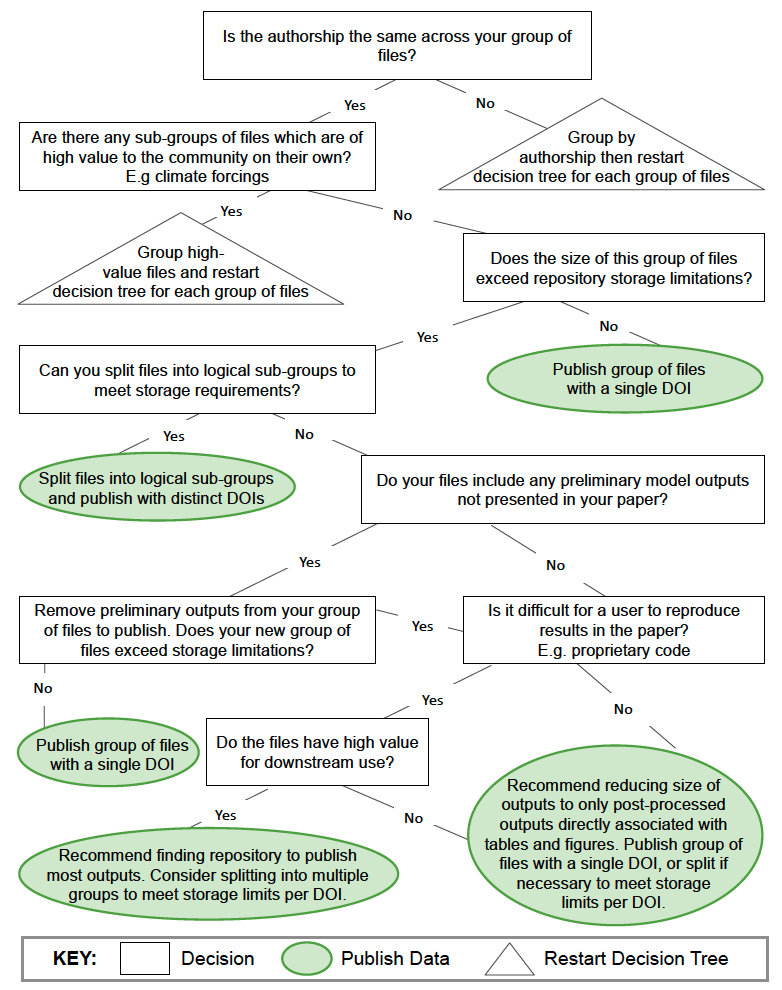 Is the authorship the same across your group of
files?
Yes
No
Are there any sub-groups of files which are of
high value to the community on their own?
E.g climate forcings
Group by
authorship then restart
decision tree for each group of files
Yes
No
Group high-
value files and restart
decision tree for each group of files
Does the size of this group of files
exceed repository storage limitations?
Yes
No
Can you split files into logical sub-groups to
meet storage requirements?
Publish group of files
with a single DOI
Yes
No
Split files into logical sub-groups
and publish with distinct DOIs
Do your files include any preliminary model outputs
not presented in your paper?
Yes
No
Remove preliminary outputs from your group
of files to publish. Does your new group of
files exceed storage limitations?
Yes
Is it difficult for a user to reproduce
results in the paper?
E.g. proprietary code
No
Yes
No
Publish group of files
with a single DOI
Do the files have high value
for downstream use?
Yes
No
Recommend finding repository to publish
most outputs. Consider splitting into multiple
groups to meet storage limits per DOI.
Recommend reducing size of
outputs to only post-processed
outputs directly associated with
tables and figures. Publish group of
files with a single DOI, or split if
necessary to meet storage
limits per DOI.
KEY: Decision Publish Data Restart Decision Tree